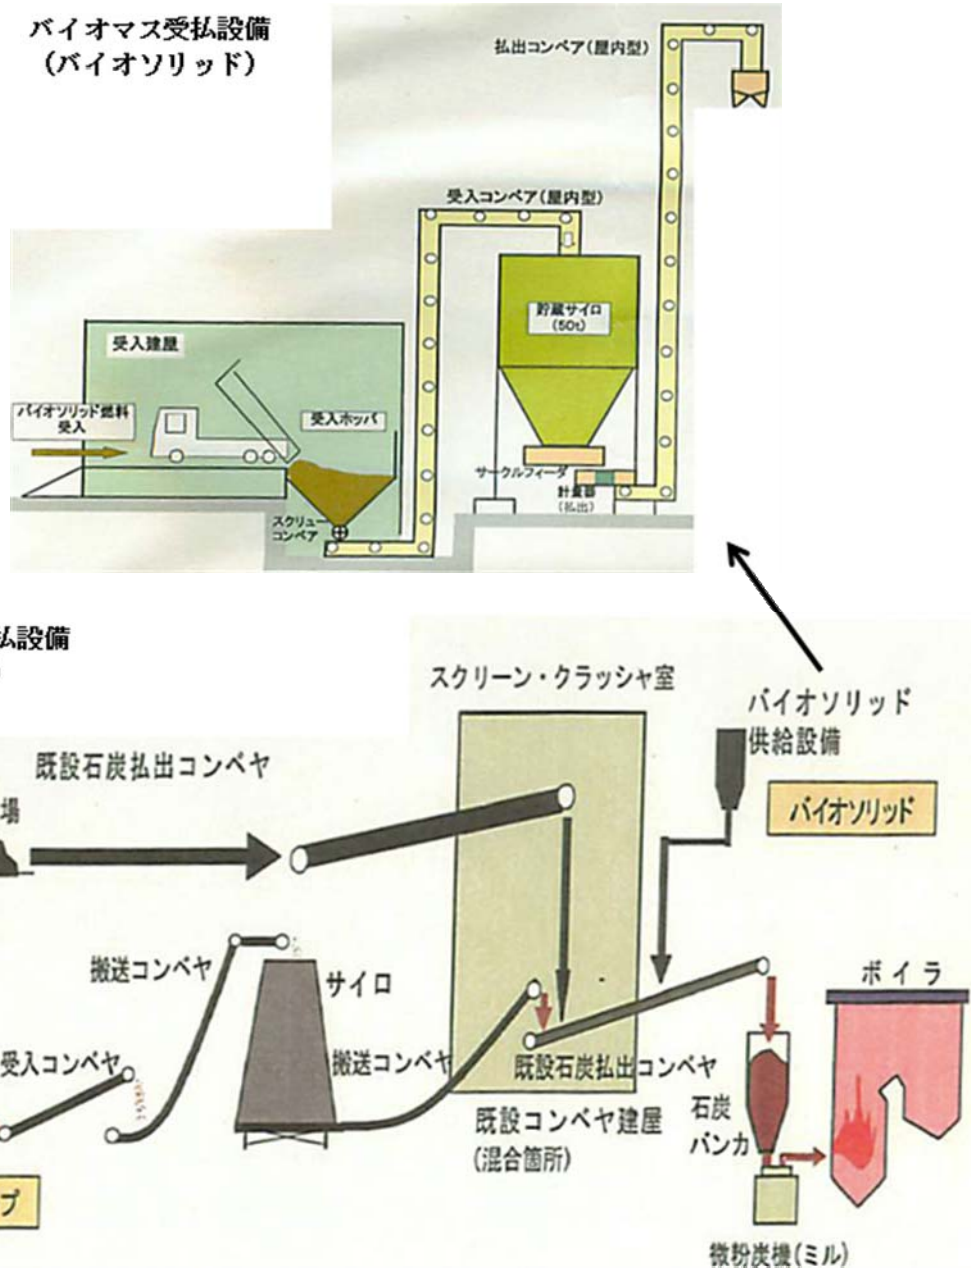 バイオマス受払設備
(バイオソリッド)
払出コンベア(屋内型)
受入コンベア(屋内型)
貯蔵サイロ
(50t)
受入建屋
バイオソリッド燃料
受入
受入ホッパ
サークルフィーダ
計量器
(払出)
スクリュー
コンベア
払設備
スクリーン・クラッシャ室
バイオソリッド
供給設備
既設石炭払出コンベヤ
場
バイオソリッド
搬送コンベヤ
サイロ
ボイラ
受入コンベヤ
搬送コンベヤ
既設石炭払出コンベヤ
石炭
バンカ
既設コンベヤ建屋
(混合箇所)
プ
微粉炭機(ミル)